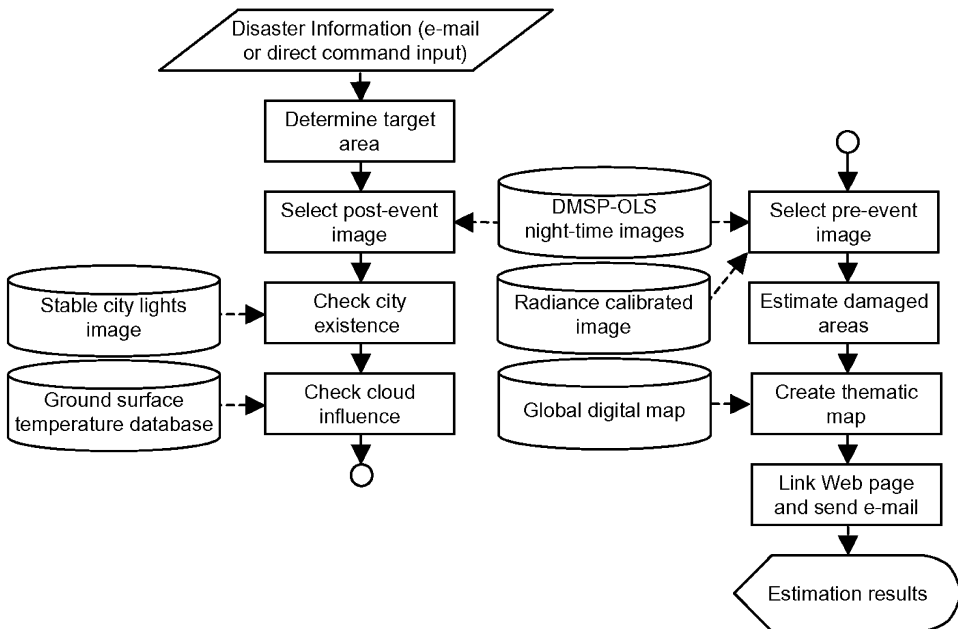 Disaster Information (e-mail
or direct command input)
Determine target
area
Select post-event
image
Stable city lights
image
Check city
existence
Ground surface
temperature database
Check cloud
influence
DMSP-OLS
night-time images
Select pre-event
image
Radiance calibrated
image
Estimate damaged
areas
Global digital map
Create thematic
map
Link Web page
and send e-mail
Estimation results